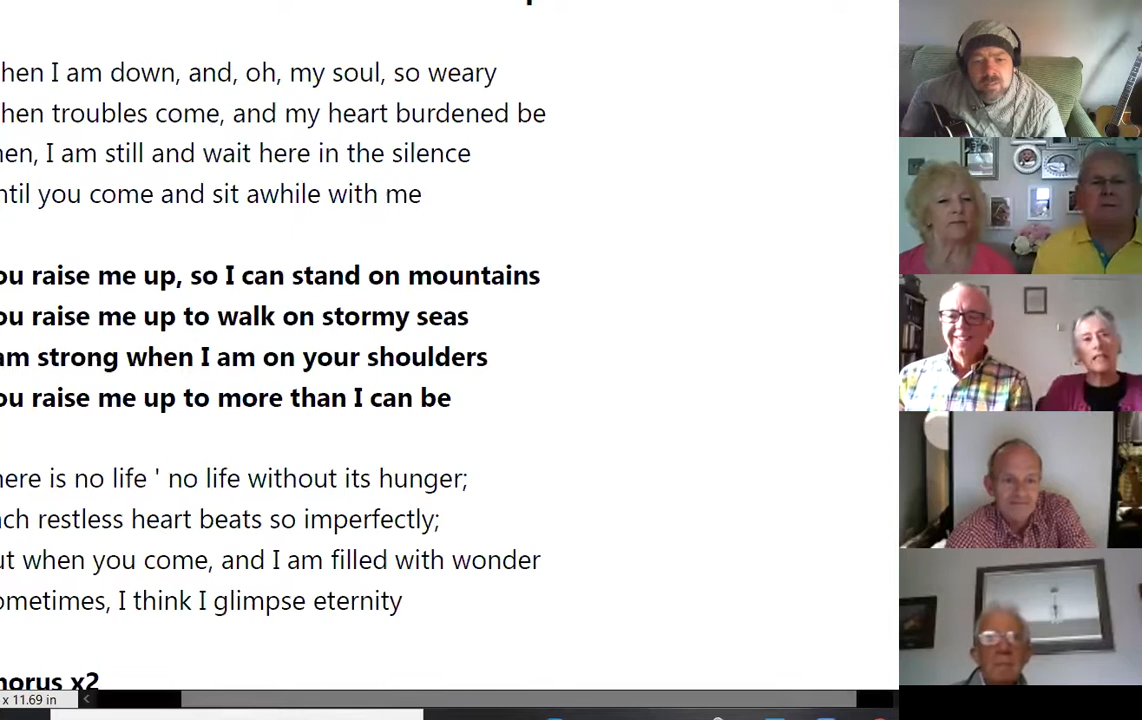 hen I am down, and, oh, my soul, so weary
hen troubles come, and my heart burdened be
hen, I am still and wait here in the silence
ntil you come and sit awhile with me
ou raise me up, so I can stand on mountains
ou raise me up to walk on stormy seas
am strong when I am on your shoulders
ou raise me up to more than I can be
here is no life ' no life without its hunger;
ach restless heart beats so imperfectly;
ut when you come, and I am filled with wonder
ometimes, I think I glimpse eternity
horus x2
x 11.69 in